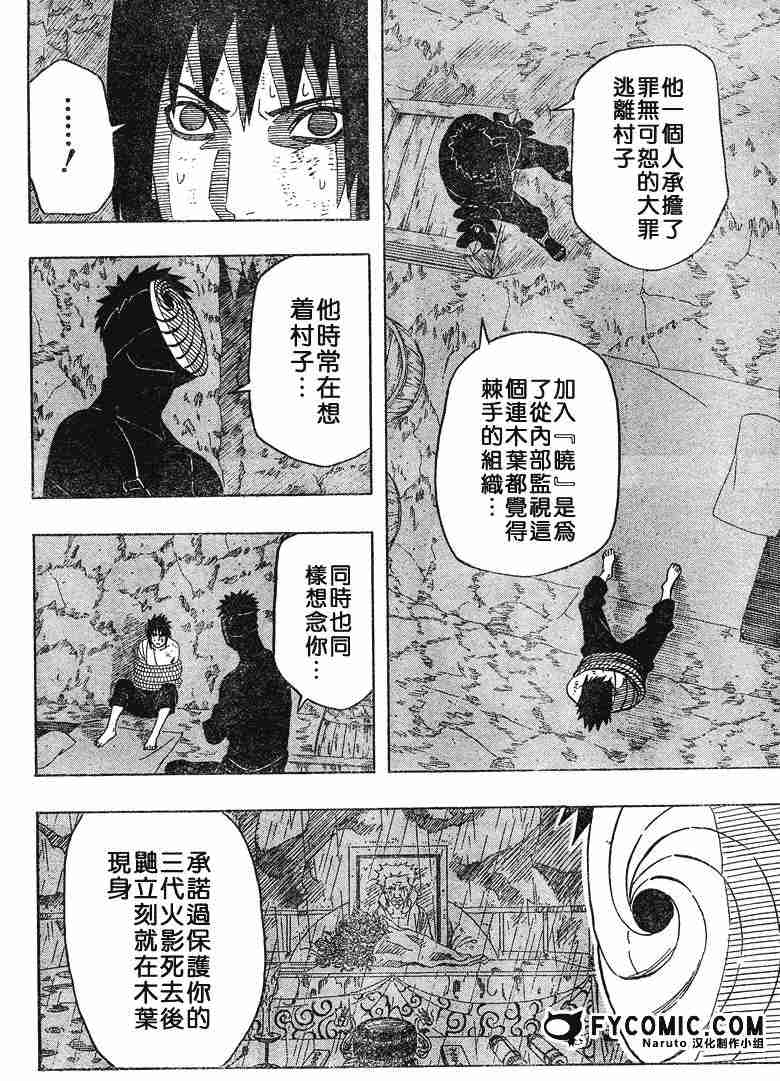 他一個人承擔了
罪無可恕的大罪
逃離村子
加入『曉』是為
了從內部監視這
個連木葉都覺得
棘手的組織…
……!
他時常在想
着村子…
同時也同
樣想念你…
承諾過保護你的
三代火影死去後
鼬立刻就在木葉
現身
FYCOMIC.COM
Naruto 汉化制作小组